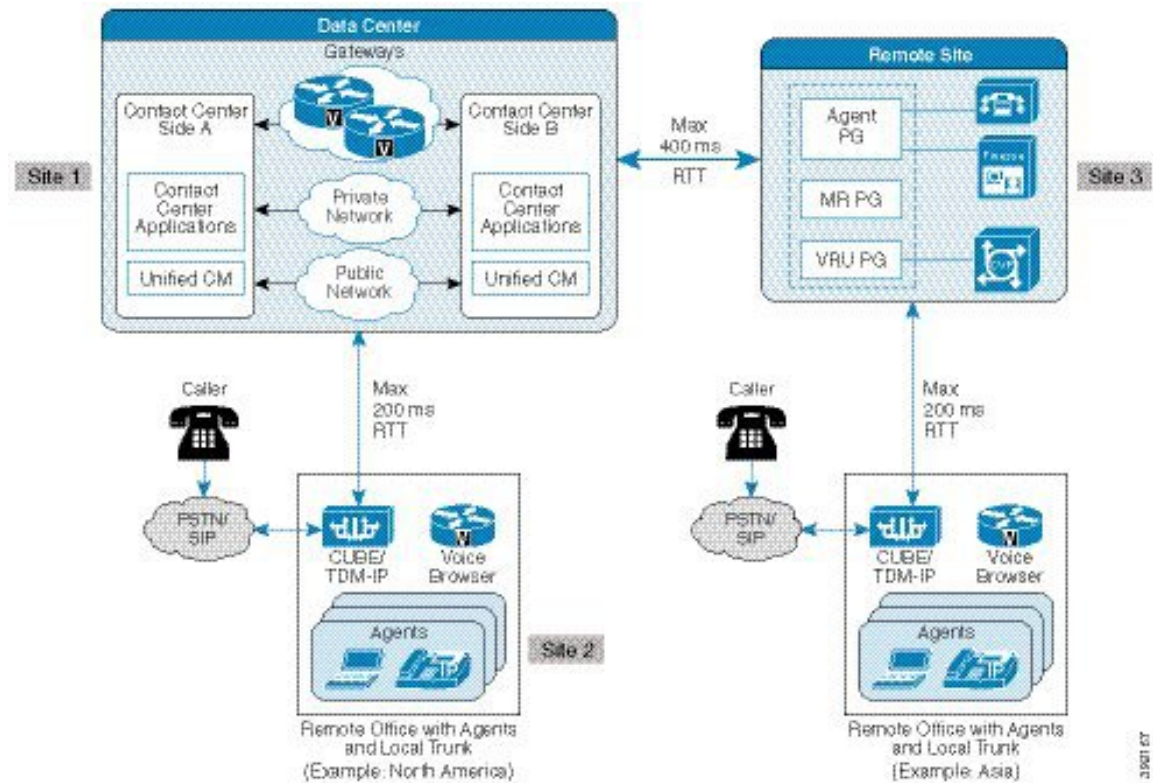 Data Center
Gateways
Contact Center
Side A
Contact Center
Side B
V
V
Contact
Center
Applications
Private
Network
Contact
Center
Applications
Unified CM
Public
Network
Unified CM
Site 1
Max
400 ms
RTT
Remote Site
Agent
PG
Finesse
MR PG
VRU PG
CVP
Site 3
Caller
Max
200 ms
RTT
PSTN/
SIP
CUBE/
TDM-IP
V
Voice
Browser
Agents
IP
Site 2
Remote Office with Agents
and Local Trunk
(Example: North America)
Caller
Max
200 ms
RTT
PSTN/
SIP
CUBE/
TDM-IP
V
Voice
Browser
Agents
IP
Remote Office with Agents
and Local Trunk
(Example: Asia)